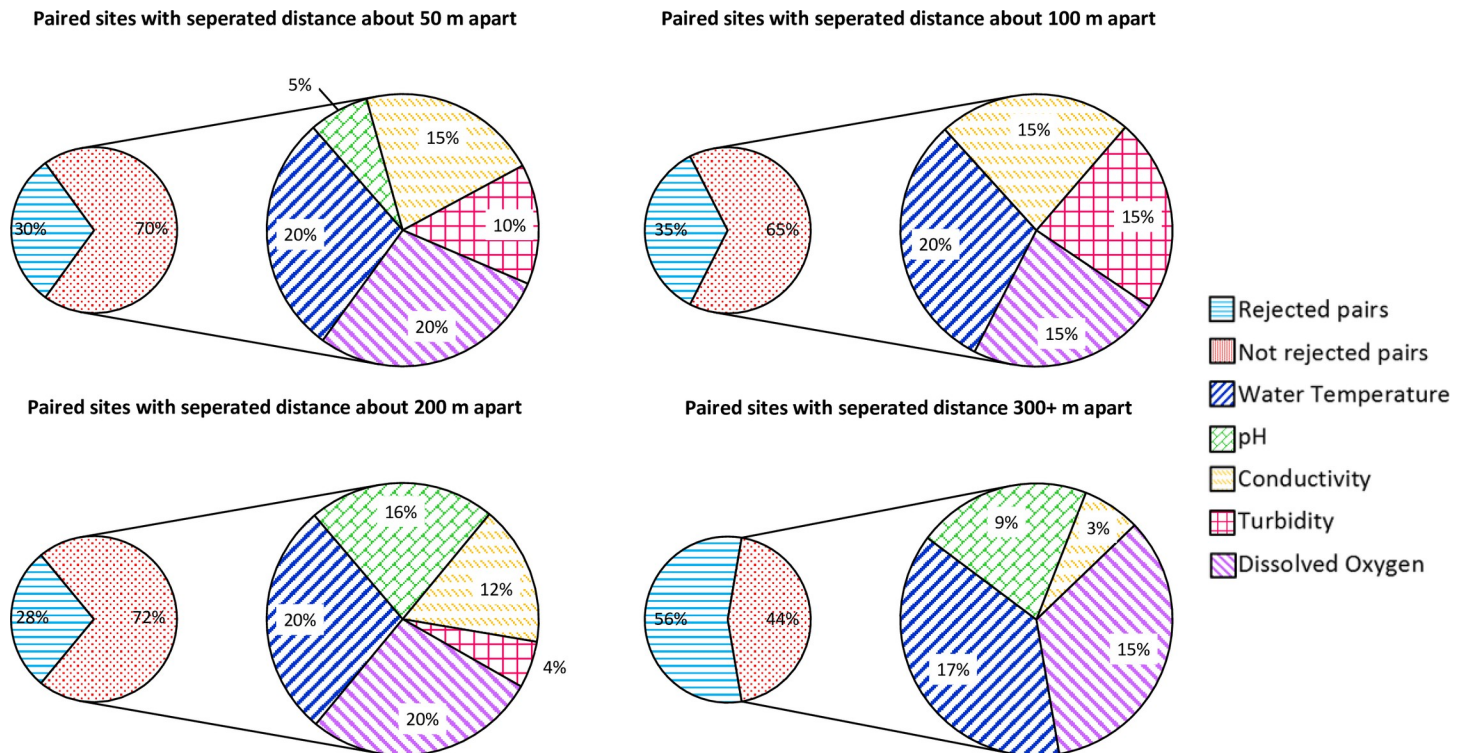 Paired sites with seperated distance about 50 m apart
5%
15%
30%
70%
20%
10%
20%
Paired sites with seperated distance about 100 m apart
15%
35%
65%
20%
15%
15%
Paired sites with seperated distance about 200 m apart
16%
28%
72%
20%
12%
4%
20%
Paired sites with seperated distance 300+ m apart
9%
3%
56%
44%
17%
15%
Rejected pairs
Not rejected pairs
Water Temperature
pH
Conductivity
Turbidity
Dissolved Oxygen